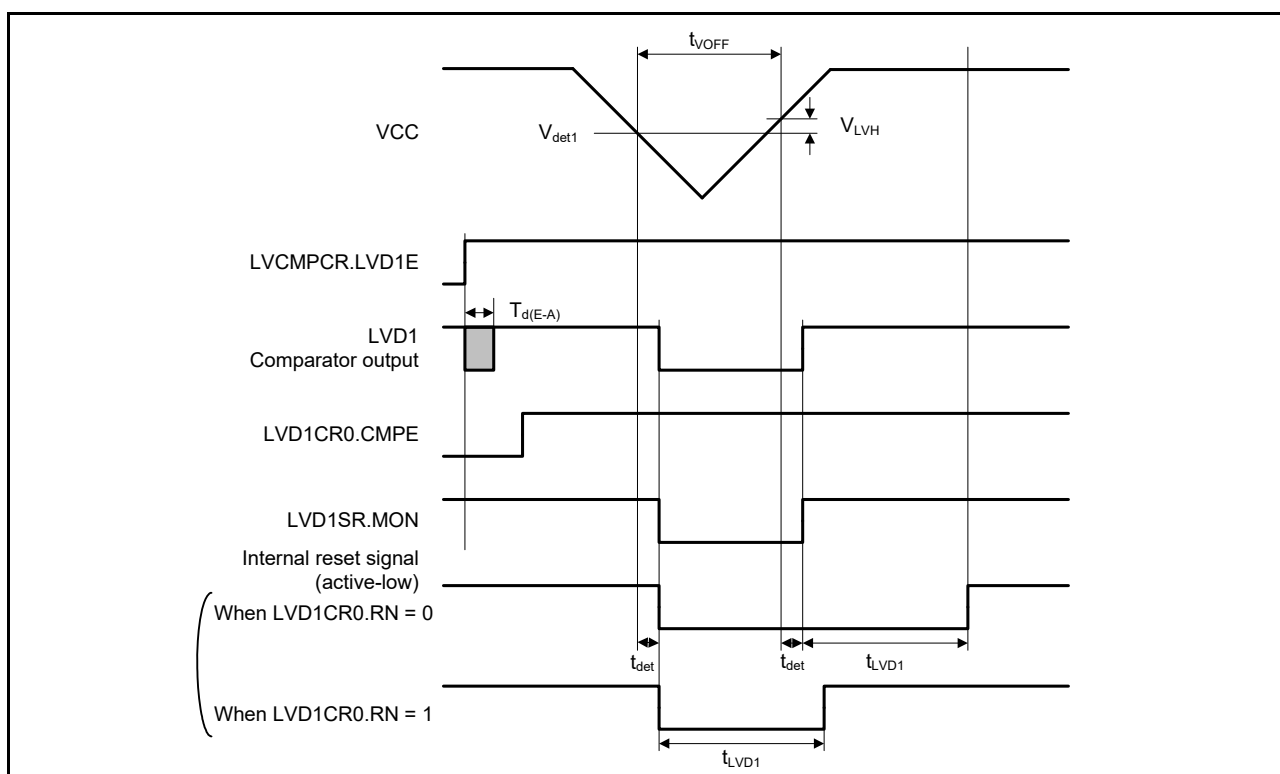 tVOFF
VCC
Vdet1
VLVH
LVCMPCR.LVD1E
Td(E-A)
LVD1
Comparator output
LVD1CR0.CMPE
LVD1SR.MON
Internal reset signal
(active-low)
When LVD1CR0.RN = 0
tdet
tdet
tLVD1
When LVD1CR0.RN = 1
tLVD1